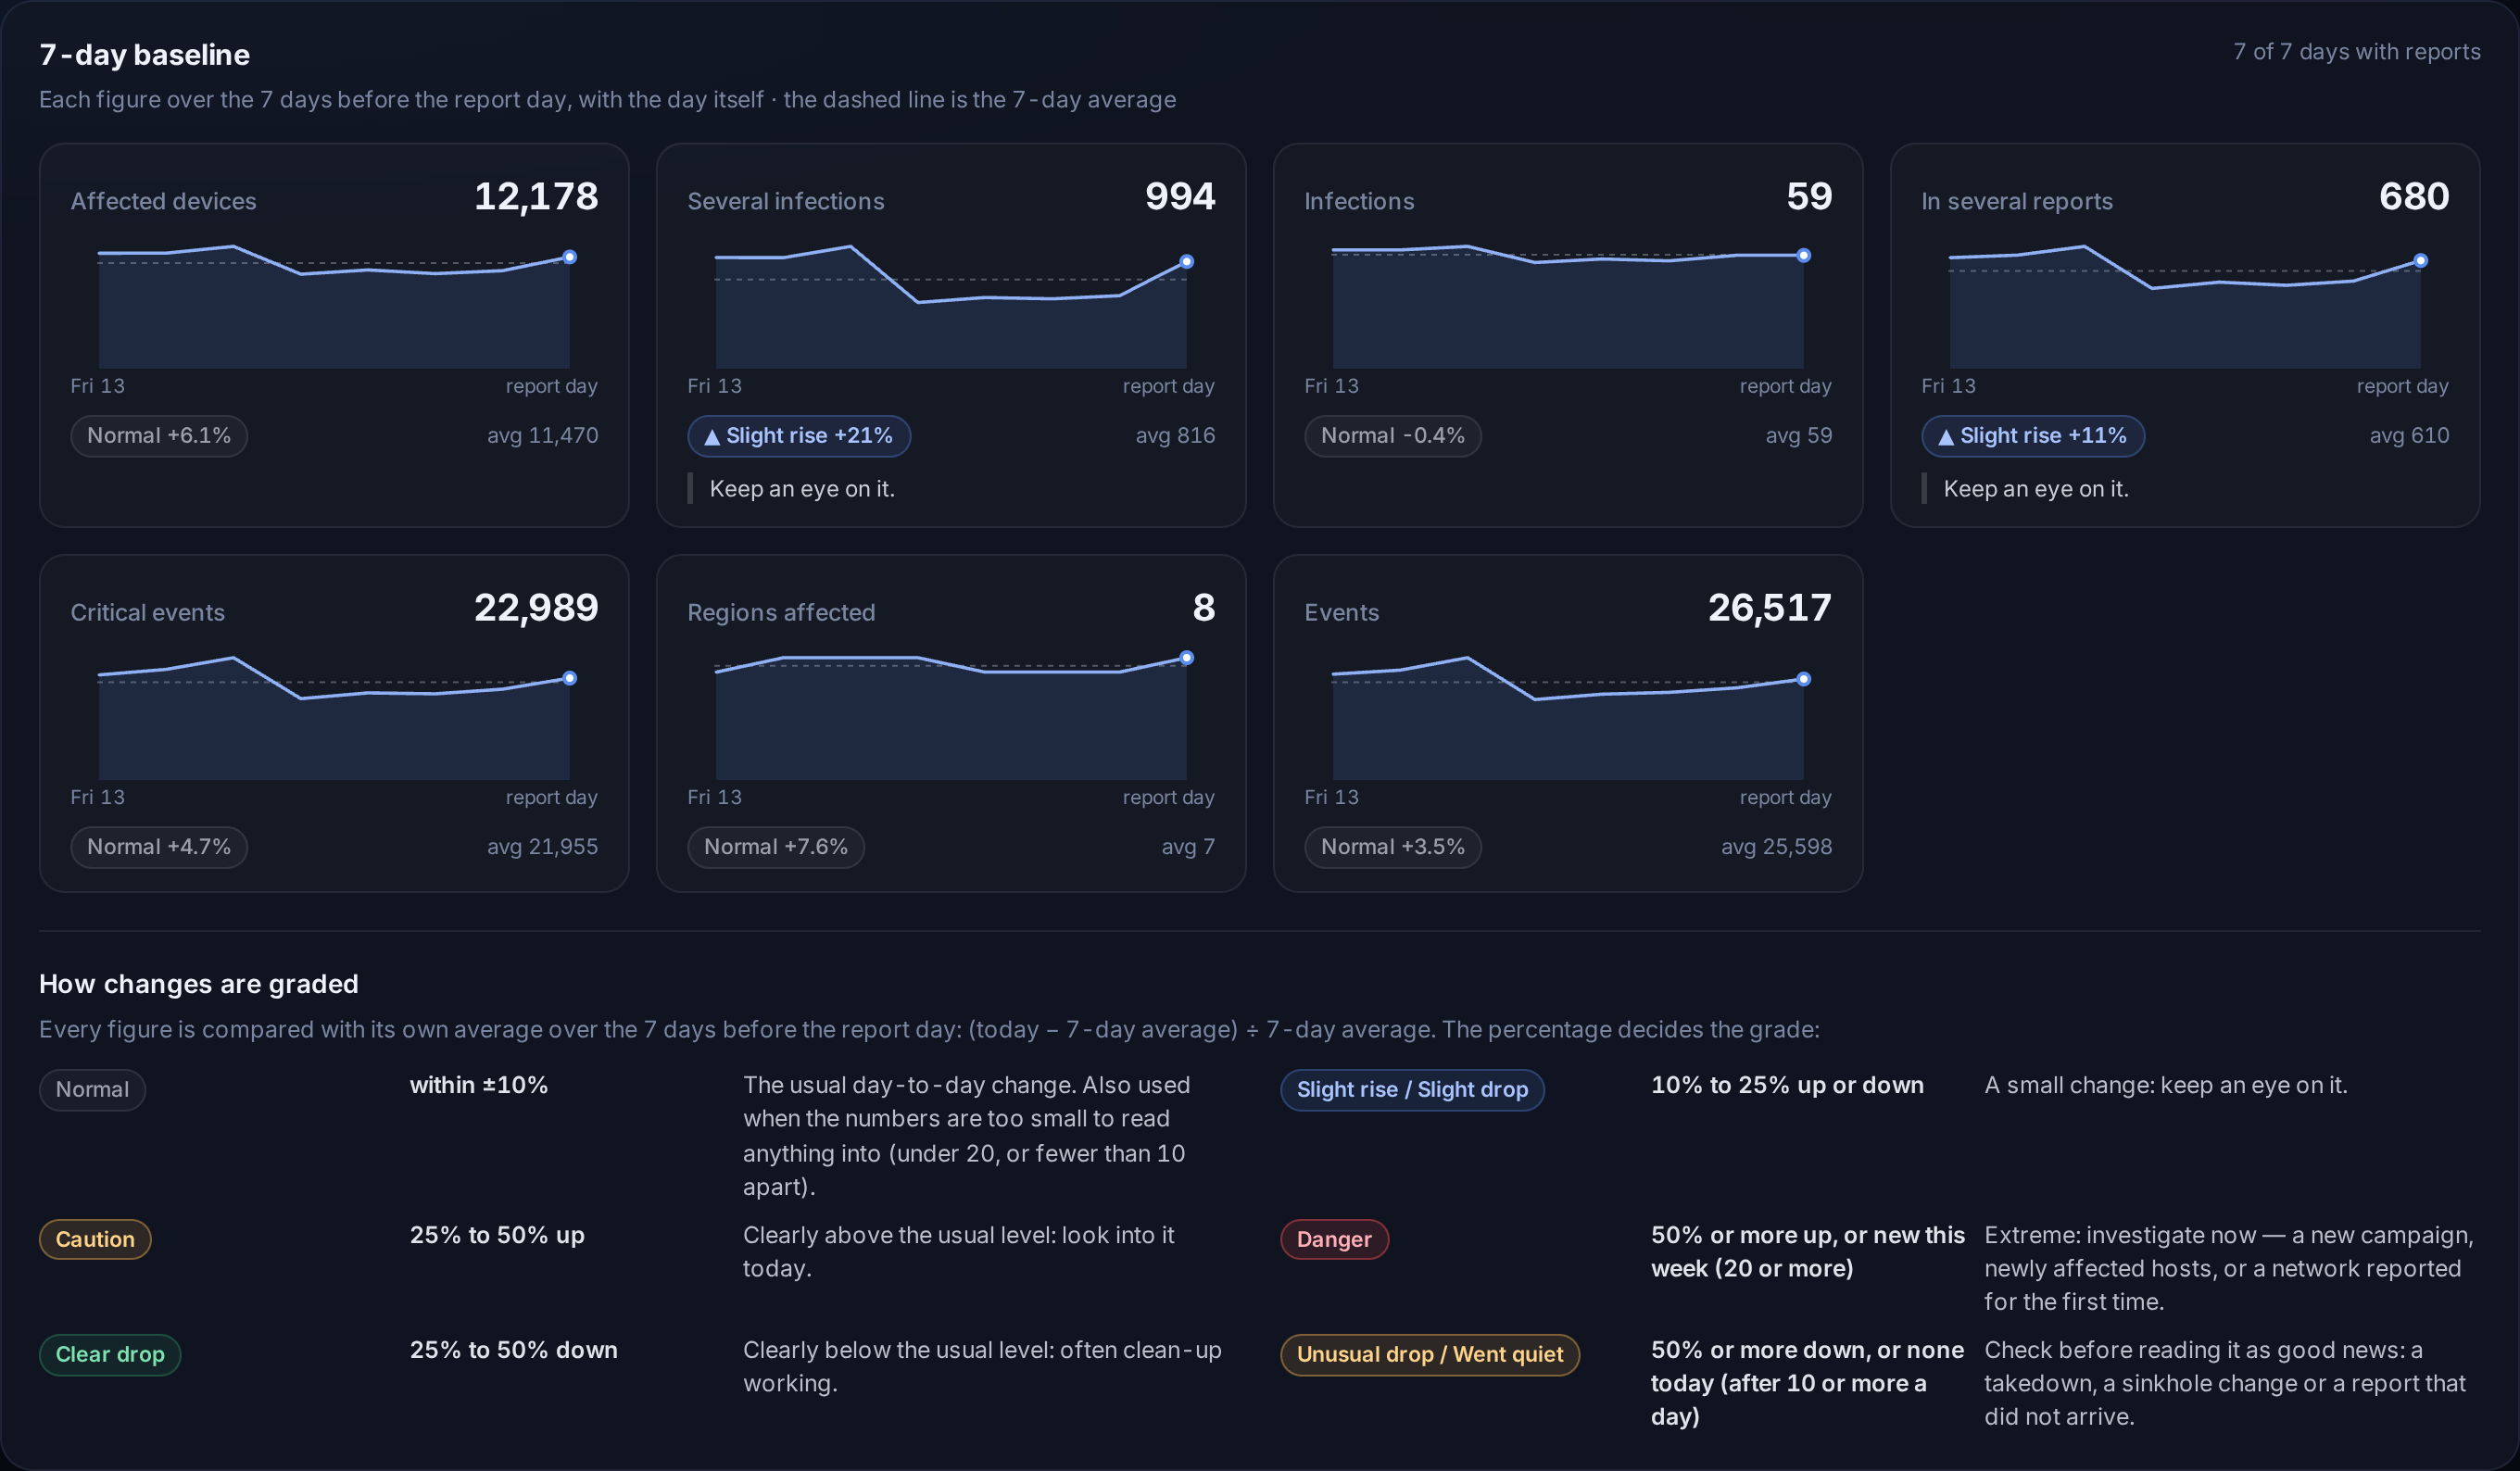 7-day baseline
7 of 7 days with reports
Each figure over the 7 days before the report day, with the day itself · the dashed line is the 7-day average
Affected devices
12,178
Fri 13
report day
Normal +6.1%
avg 11,470
Several infections
994
Fri 13
report day
▲ Slight rise +21%
avg 816
Keep an eye on it.
Infections
59
Fri 13
report day
Normal -0.4%
avg 59
In several reports
680
Fri 13
report day
▲ Slight rise +11%
avg 610
Keep an eye on it.
Critical events
22,989
Fri 13
report day
Normal +4.7%
avg 21,955
Regions affected
8
Fri 13
report day
Normal +7.6%
avg 7
Events
26,517
Fri 13
report day
Normal +3.5%
avg 25,598
How changes are graded
Every figure is compared with its own average over the 7 days before the report day: (today − 7-day average) ÷ 7-day average. The percentage decides the grade:
Normal
within ±10%
The usual day-to-day change. Also used
when the numbers are too small to read
anything into (under 20, or fewer than 10
apart).
Slight rise / Slight drop
10% to 25% up or down
A small change: keep an eye on it.
Caution
25% to 50% up
Clearly above the usual level: look into it
today.
Danger
50% or more up, or new this
week (20 or more)
Extreme: investigate now — a new campaign,
newly affected hosts, or a network reported
for the first time.
Clear drop
25% to 50% down
Clearly below the usual level: often clean-up
working.
Unusual drop / Went quiet
50% or more down, or none
today (after 10 or more a
day)
Check before reading it as good news: a
takedown, a sinkhole change or a report that
did not arrive.